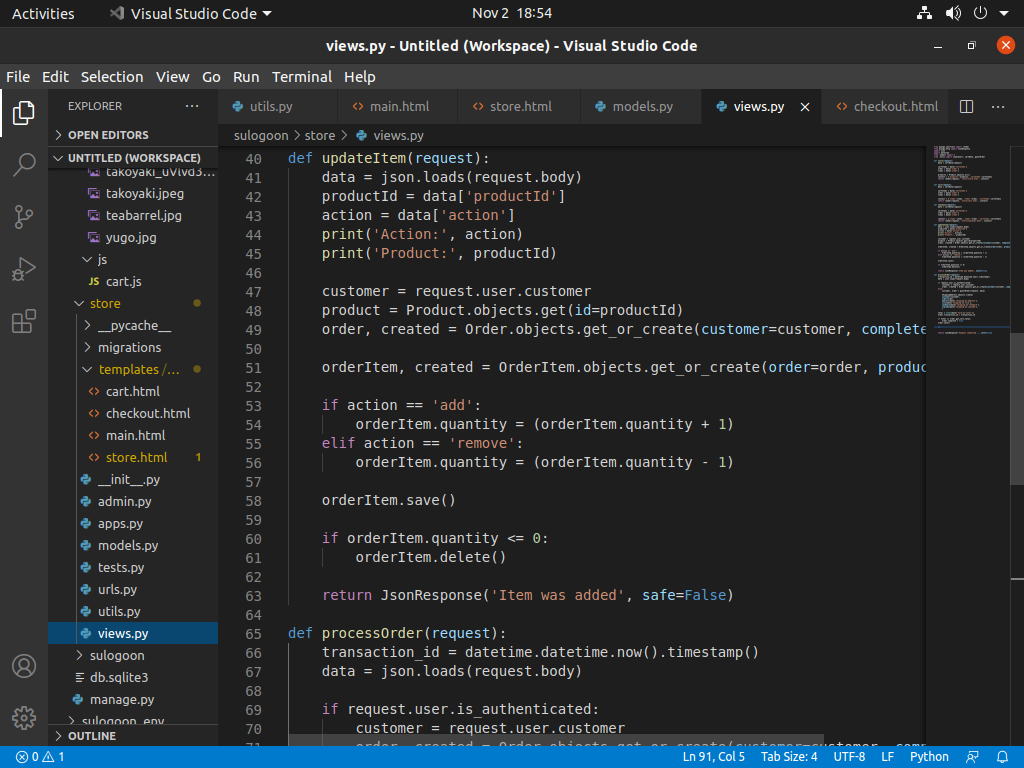 Activities
Visual Studio Code
Nov 2 18:54
views.py - Untitled (Workspace) - Visual Studio Code
File Edit Selection View Go Run Terminal Help
EXPLORER
OPEN EDITORS
UNTITLED (WORKSPACE)
takoyaki.jpeg
teabarrel.jpg
yugo.jpg
js
JS cart.js
store
__pycache__
migrations
templates/...
cart.html
checkout.html
main.html
store.html 1
__init__.py
admin.py
apps.py
models.py
tests.py
urls.py
utils.py
views.py
sulogoon
db.sqlite3
manage.py
sulogoon_env
OUTLINE
utils.py
main.html
store.html
models.py
views.py
checkout.html
sulogoon > store > views.py
40 def updateItem(request):
41 data = json.loads(request.body)
42 productId = data['productId']
43 action = data['action']
44 print('Action:', action)
45 print('Product:', productId)
46
47 customer = request.user.customer
48 product = Product.objects.get(id=productId)
49 order, created = Order.objects.get_or_create(customer=customer, complete
50
51 orderItem, created = OrderItem.objects.get_or_create(order=order, produc
52
53 if action == 'add':
54 orderItem.quantity = (orderItem.quantity + 1)
55 elif action == 'remove':
56 orderItem.quantity = (orderItem.quantity - 1)
57
58 orderItem.save()
59
60 if orderItem.quantity <= 0:
61 orderItem.delete()
62
63 return JsonResponse('Item was added', safe=False)
64
65 def processOrder(request):
66 transaction_id = datetime.datetime.now().timestamp()
67 data = json.loads(request.body)
68
69 if request.user.is_authenticated:
70 customer = request.user.customer
71 order, created = Order.objects.get_or_create(customer=customer, comp
0 1
Ln 91, Col 5 Tab Size: 4 UTF-8 LF Python